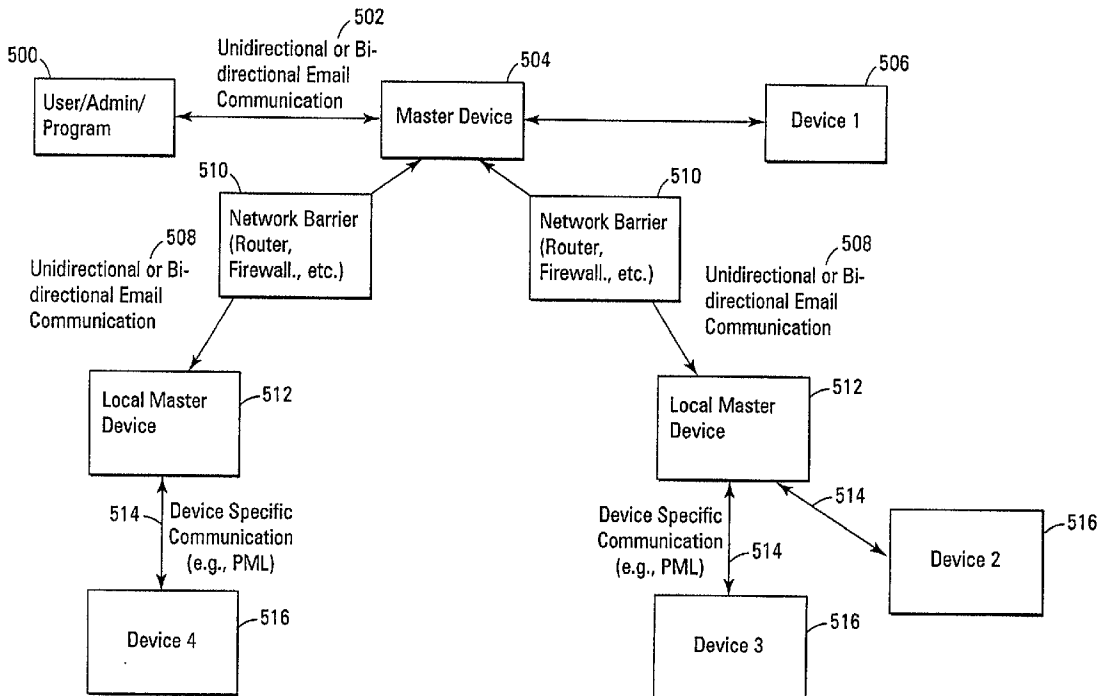 502
Unidirectional or Bi-
directional Email
Communication
500
User/Admin/
Program
504
Master Device
506
Device 1
510
Network Barrier
(Router,
Firewall., etc.)
510
Network Barrier
(Router,
Firewall., etc.)
508
Unidirectional or Bi-
directional Email
Communication
508
Unidirectional or Bi-
directional Email
Communication
512
Local Master
Device
512
Local Master
Device
514
Device Specific
Communication
(e.g., PML)
Device Specific
Communication
(e.g., PML)
514
514
516
Device 2
516
Device 4
516
Device 3